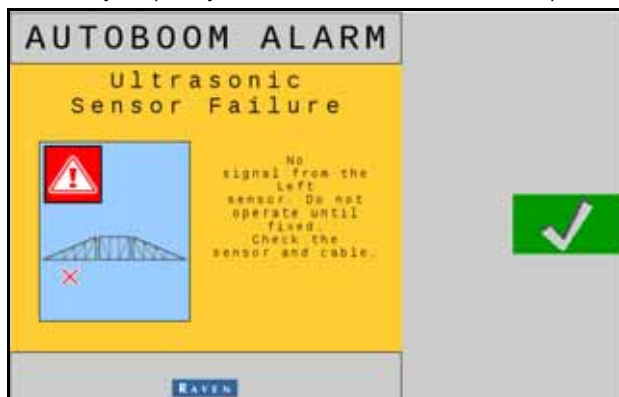 AUTOBOOM ALARM
Ultrasonic
Sensor Failure
No
signal from the
Left
sensor. Do not
operate until
fixed.
Check the
sensor and cable.
RAVEN